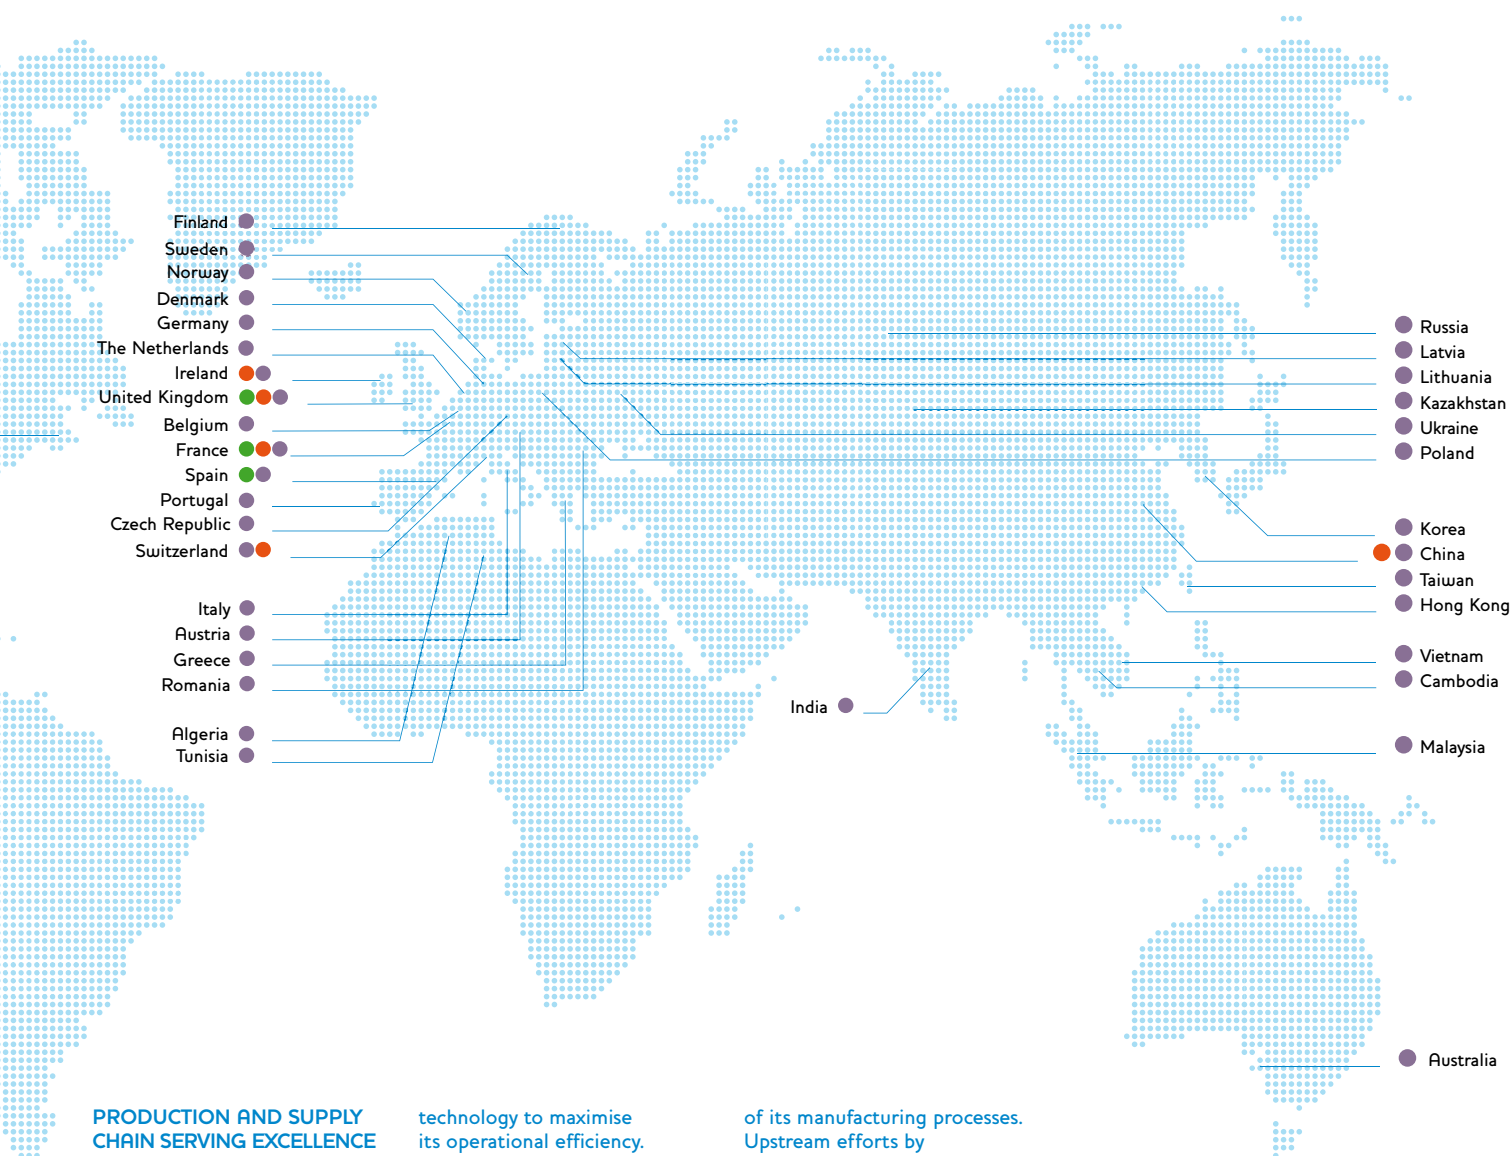 Finland
Sweden
Norway
Denmark
Germany
The Netherlands
Ireland
United Kingdom
Belgium
France
Spain
Portugal
Czech Republic
Switzerland
Italy
Austria
Greece
Romania
Algeria
Tunisia
India
Russia
Latvia
Lithuania
Kazakhstan
Ukraine
Poland
Korea
China
Taiwan
Hong Kong
Vietnam
Cambodia
Malaysia
Australia
PRODUCTION AND SUPPLY
CHAIN SERVING EXCELLENCE
technology to maximise
its operational efficiency.
of its manufacturing processes.
Upstream efforts by